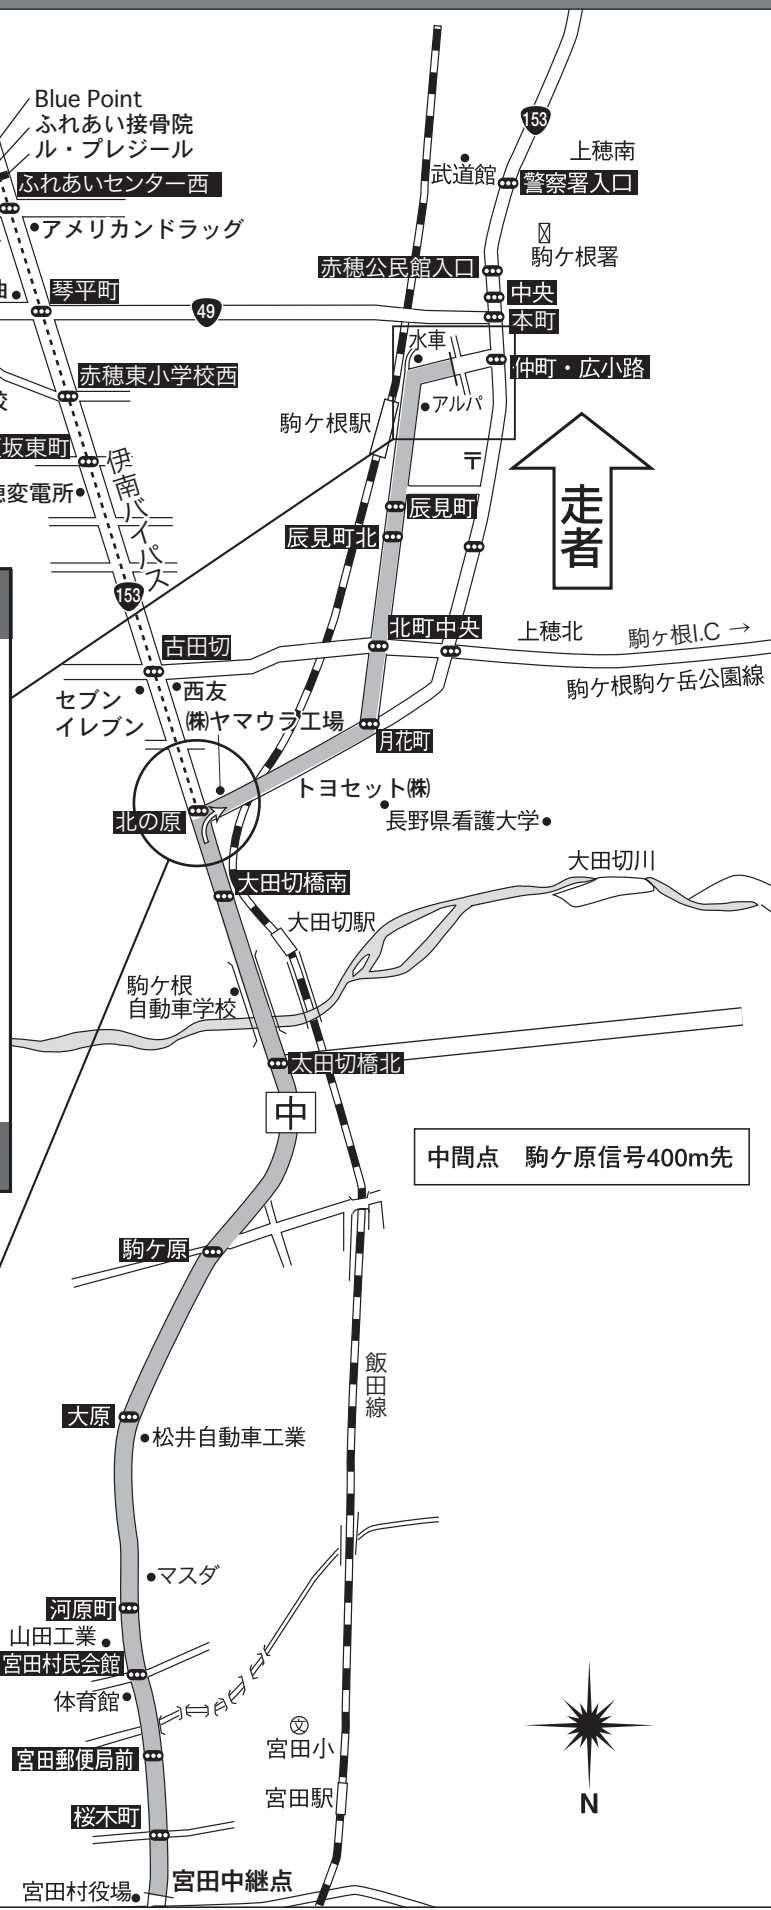 Blue Point
ふれあい接骨院
ル・プレジール
ふれあいセンター西
アメリカンドラッグ
153
上穂南
武道館
警察署入口
駒ケ根署
赤穂公民館入口
中央
琴平町
49
本町
水車
仲町・広小路
赤穂東小学校西
アルパ
校
駒ケ根駅
坂東町
〒
変電所
伊南バイパス
辰見町
辰見町北
走者
153
北町中央
上穂北
駒ヶ根I.C →
古田切
駒ケ根駒ケ岳公園線
セブン
イレブン
西友
㈱ヤマウラ工場
月花町
トヨセット㈱
北の原
長野県看護大学
大田切川
大田切橋南
大田切駅
駒ケ根
自動車学校
太田切橋北
中
中間点　駒ケ原信号400m先
駒ケ原
飯田線
大原
松井自動車工業
マスダ
河原町
山田工業
宮田村民会館
体育館
文
宮田小
宮田郵便局前
宮田駅
N
桜木町
宮田中継点
宮田村役場